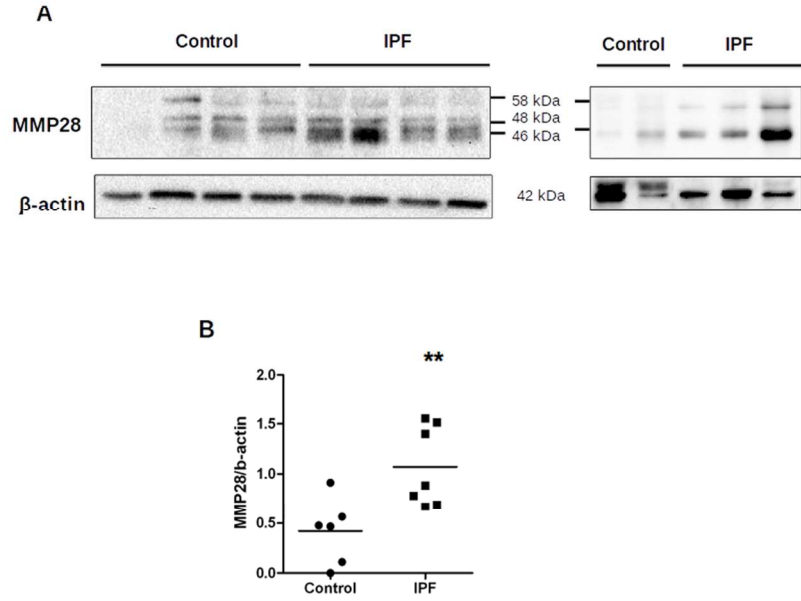 A
Control IPF Control IPF
MMP28 58 kDa
48 kDa
46 kDa
β-actin 42 kDa
B
**
2.0
1.5
1.0
0.5
0.0
MMP28/b-actin
Control IPF